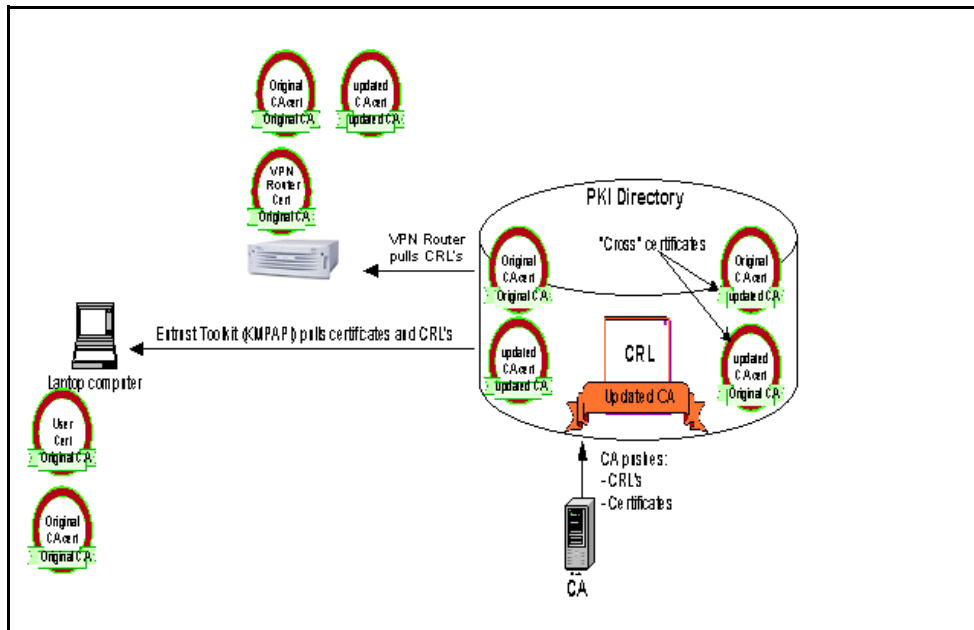 Original
CA cert
Original CA
updated
CA cert
updated CA
VPN
Router
Cert
Original CA
VPN Router
pulls CRL's
PKI Directory
"Cross" certificates
Original
CA cert
Original CA
Original
CA cert
updated CA
Entrust Toolkit (KMPAPI) pulls certificates and CRL's
Laptop computer
updated
CA cert
updated CA
CRL
Updated CA
updated
CA cert
Original CA
User
Cert
Original CA
Original
CA cert
Original CA
CA pushes:
- CRL's
- Certificates
CA